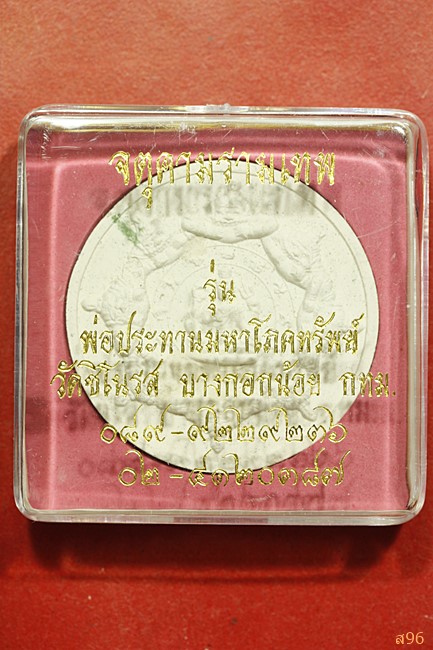 จตุคามรามเทพ
รุ่น
พ่อประทานมหาโภคทรัพย์
วัดชิโนรส บางกอกน้อย กทม.
๐๘๙-๙๒๒๙๒๓๖
๐๒-๔๑๒๐๓๘๗
ส96